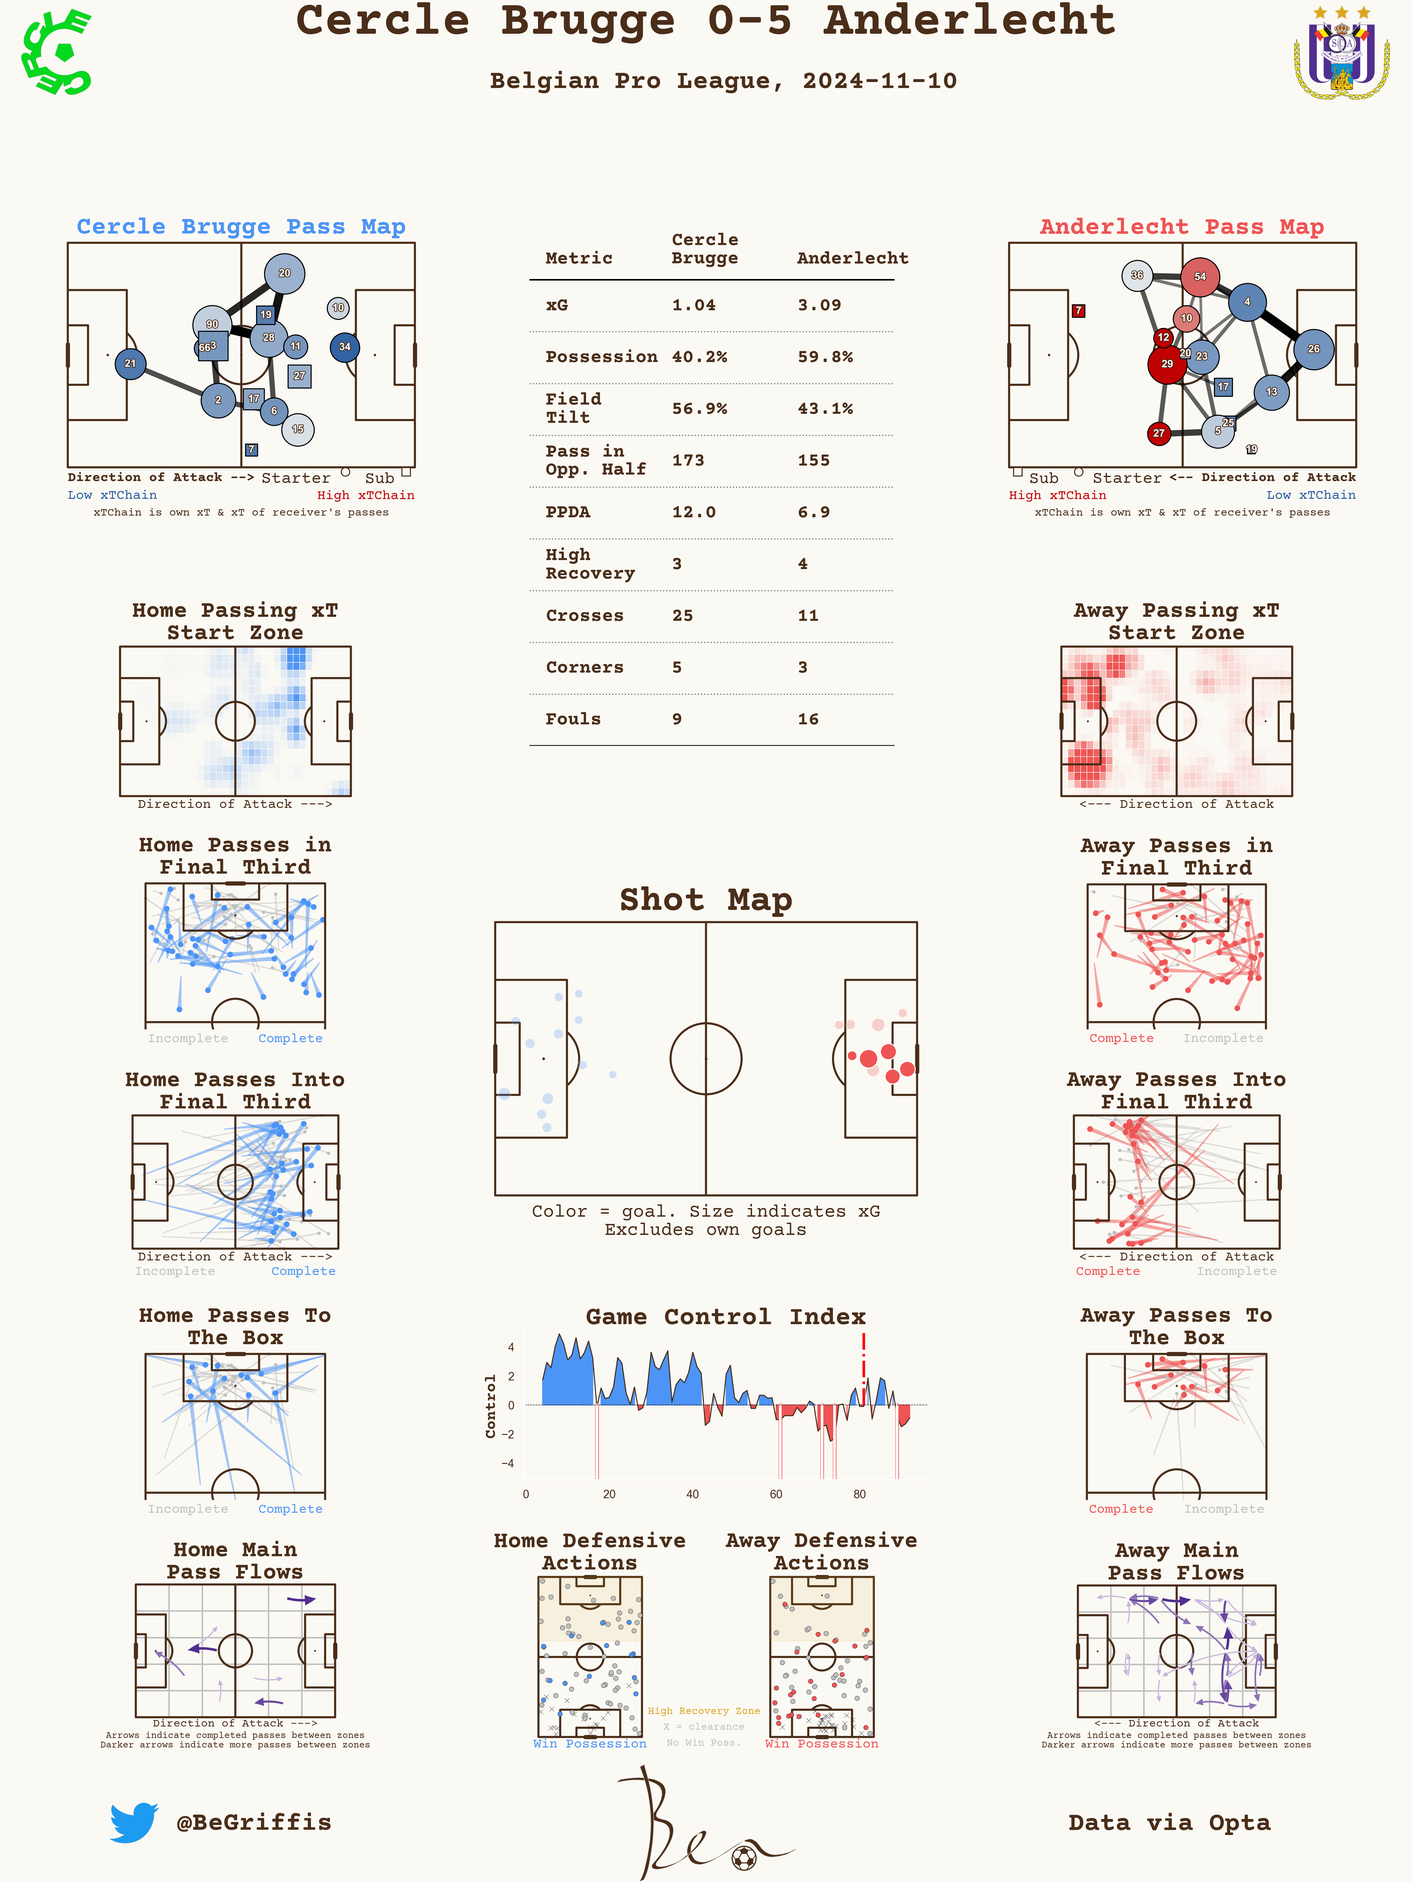 Cercle Brugge 0-5 Anderlecht
Belgian Pro League, 2024-11-10
CERCLE
Cercle Brugge Pass Map
20
10
19
90
28
66
3
11
34
21
27
2
17
6
15
7
Direction of Attack --> Starter Sub
Low xTChain High xTChain
xTChain is own xT & xT of receiver's passes
Metric Cercle Brugge Anderlecht
xG 1.04 3.09
Possession 40.2% 59.8%
Field Tilt 56.9% 43.1%
Pass in Opp. Half 173 155
PPDA 12.0 6.9
High Recovery 3 4
Crosses 25 11
Corners 5 3
Fouls 9 16
Anderlecht Pass Map
36
54
7
4
10
12
20
23
26
29
17
13
27
5
25
19
Sub Starter <-- Direction of Attack
High xTChain Low xTChain
xTChain is own xT & xT of receiver's passes
Home Passing xT
Start Zone
Direction of Attack --->
Away Passing xT
Start Zone
<--- Direction of Attack
Home Passes in
Final Third
Incomplete Complete
Away Passes in
Final Third
Complete Incomplete
Shot Map
Color = goal. Size indicates xG
Excludes own goals
Home Passes Into
Final Third
Direction of Attack --->
Incomplete Complete
Away Passes Into
Final Third
<--- Direction of Attack
Complete Incomplete
Home Passes To
The Box
Incomplete Complete
Game Control Index
Control
4
2
0
−2
−4
0 20 40 60 80
Away Passes To
The Box
Complete Incomplete
Home Main
Pass Flows
Direction of Attack --->
Arrows indicate completed passes between zones
Darker arrows indicate more passes between zones
Home Defensive
Actions
Win Possession
Away Defensive
Actions
Win Possession
High Recovery Zone
X = clearance
No Win Poss.
Away Main
Pass Flows
<--- Direction of Attack
Arrows indicate completed passes between zones
Darker arrows indicate more passes between zones
@BeGriffis
Data via Opta